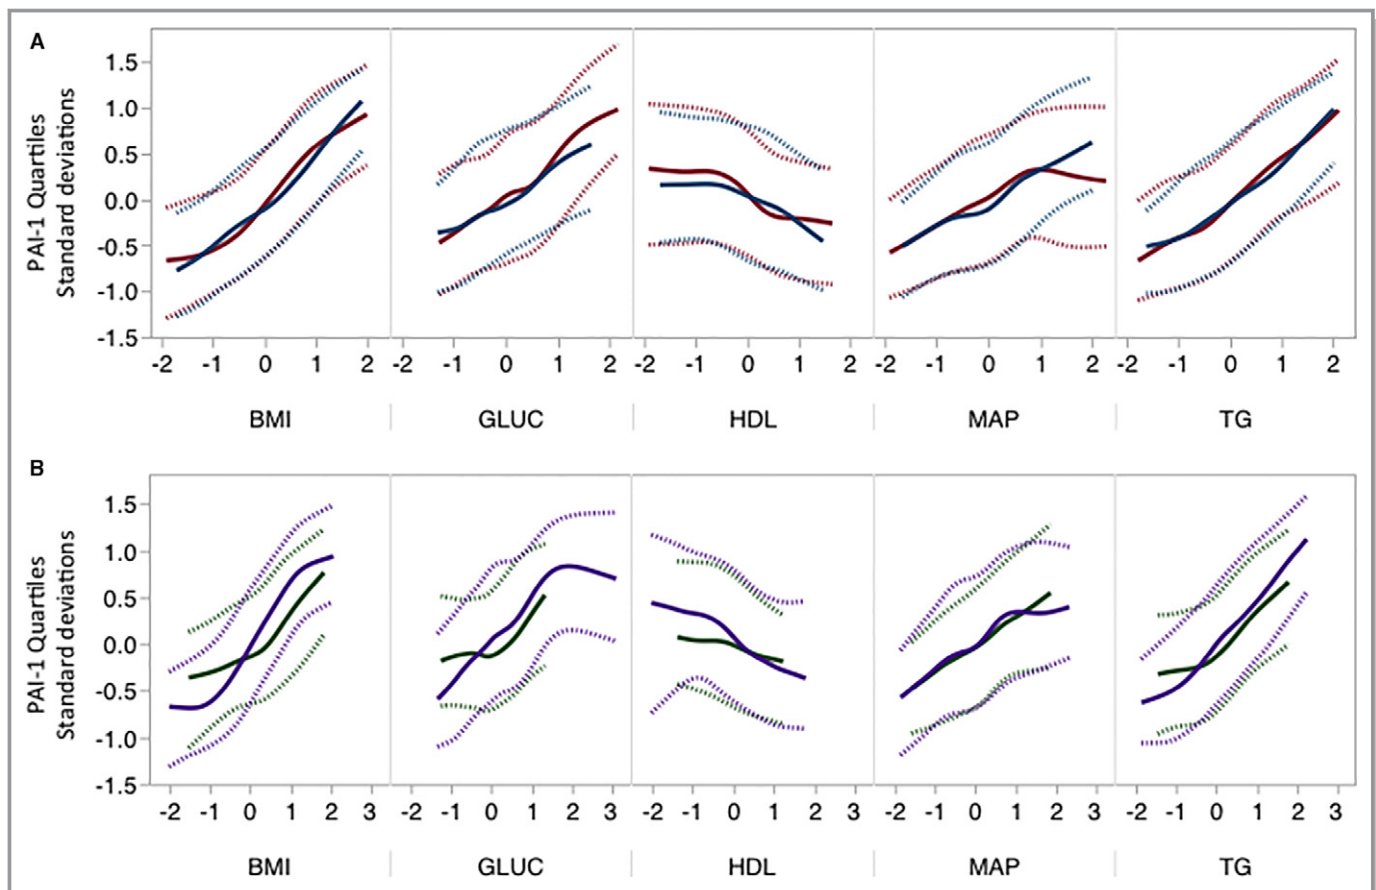 A
PAI-1 Quartiles
Standard deviations
1.5
1.0
0.5
0.0
-0.5
-1.0
-1.5
-2 -1 0 1 2 -2 -1 0 1 2 -2 -1 0 1 2 -2 -1 0 1 2 -2 -1 0 1 2
BMI GLUC HDL MAP TG
B
PAI-1 Quartiles
Standard deviations
1.5
1.0
0.5
0.0
-0.5
-1.0
-1.5
-2 -1 0 1 2 3 -2 -1 0 1 2 3 -2 -1 0 1 2 3 -2 -1 0 1 2 3 -2 -1 0 1 2 3
BMI GLUC HDL MAP TG